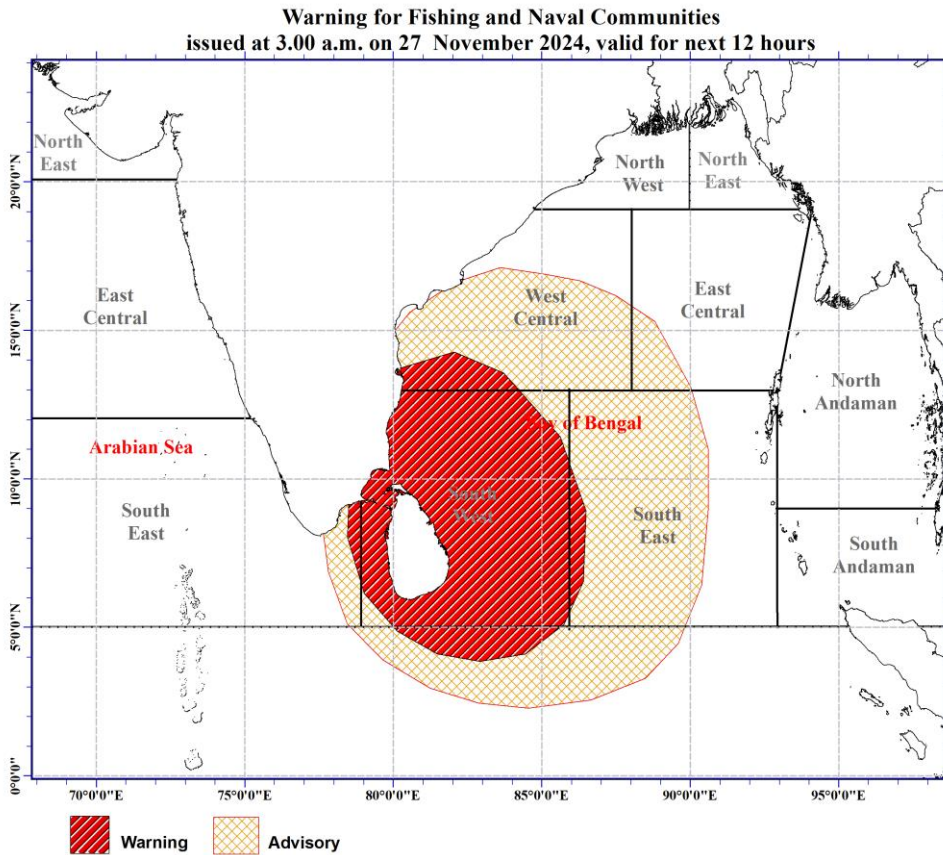 Warning for Fishing and Naval Communities
issued at 3.00 a.m. on 27 November 2024, valid for next 12 hours
North
East
North
West
North
East
East
Central
West
Central
East
Central
North
Andaman
Arabian Sea
Bay of Bengal
South
East
South
West
South
East
South
Andaman
20°0'0"N
15°0'0"N
10°0'0"N
5°0'0"N
0°0'0"
70°0'0"E
75°0'0"E
80°0'0"E
85°0'0"E
90°0'0"E
95°0'0"E
Warning
Advisory